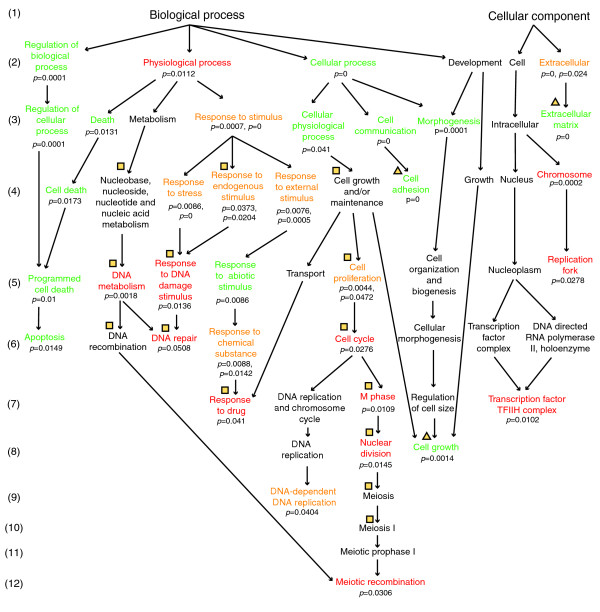 (1) Biological process Cellular component
Regulation of
biological
process
p=0.0001
(2) Physiological process
p=0.0112
Cellular process
p=0
Development Cell Extracellular
p=0, p=0.024
(3) Regulation of
cellular
process
p=0.0001
Death
p=0.0131
Metabolism
Response to stimulus
p=0.0007, p=0
Cellular
physiological
process
p=0.041
Cell
communication
p=0
Morphogenesis
p=0.0001
Intracellular
Extracellular
matrix
p=0
(4) Cell death
p=0.0173
Nucleobase,
nucleoside,
nucleotide and
nucleic acid metabolism
Response
to stress
p=0.0086,
p=0
Response to
endogenous
stimulus
p=0.0373,
p=0.0204
Response to
external stimulus
p=0.0076,
p=0.0005
Cell growth
and/or
maintenance
Cell
adhesion
p=0
Growth
Nucleus
Chromosome
p=0.0002
(5) Programmed
cell death
p=0.01
DNA
metabolism
p=0.0018
Response
to DNA
damage
stimulus
p=0.0136
Response
to abiotic
stimulus
p=0.0086
Transport
Cell
proliferation
p=0.0044,
p=0.0472
Cell
organization
and
biogenesis
Nucleoplasm
Replication
fork
p=0.0278
(6) Apoptosis
p=0.0149
DNA
recombination
DNA repair
p=0.0508
Response to
chemical
substance
p=0.0088,
p=0.0142
Cell cycle
p=0.0276
Cellular
morphogenesis
Transcription
factor
complex
DNA directed
RNA polymerase
II, holoenzyme
(7) Response
to drug
p=0.041
DNA replication
and chromosome
cycle
M phase
p=0.0109
Regulation
of cell size
Transcription factor
TFIIH complex
p=0.0102
(8) DNA
replication
Nuclear
division
p=0.0145
Cell growth
p=0.0014
(9) DNA-dependent
DNA replication
p=0.0404
Meiosis
(10) Meiosis I
(11) Meiotic prophase I
(12) Meiotic recombination
p=0.0306